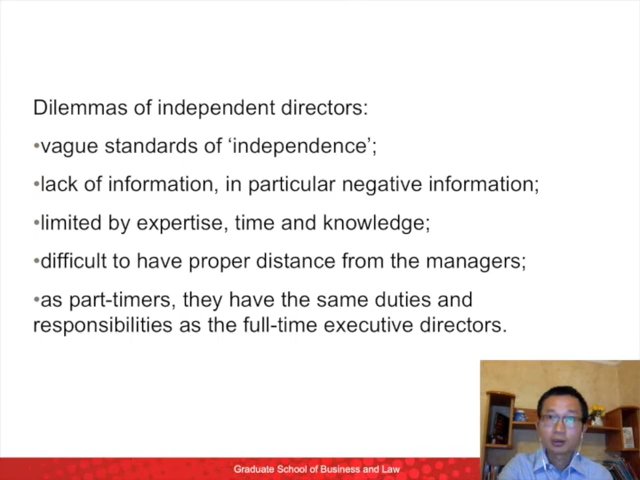 Dilemmas of independent directors:
•vague standards of ‘independence’;
•lack of information, in particular negative information;
•limited by expertise, time and knowledge;
•difficult to have proper distance from the managers;
•as part-timers, they have the same duties and
responsibilities as the full-time executive directors.
Graduate School of Business and Law